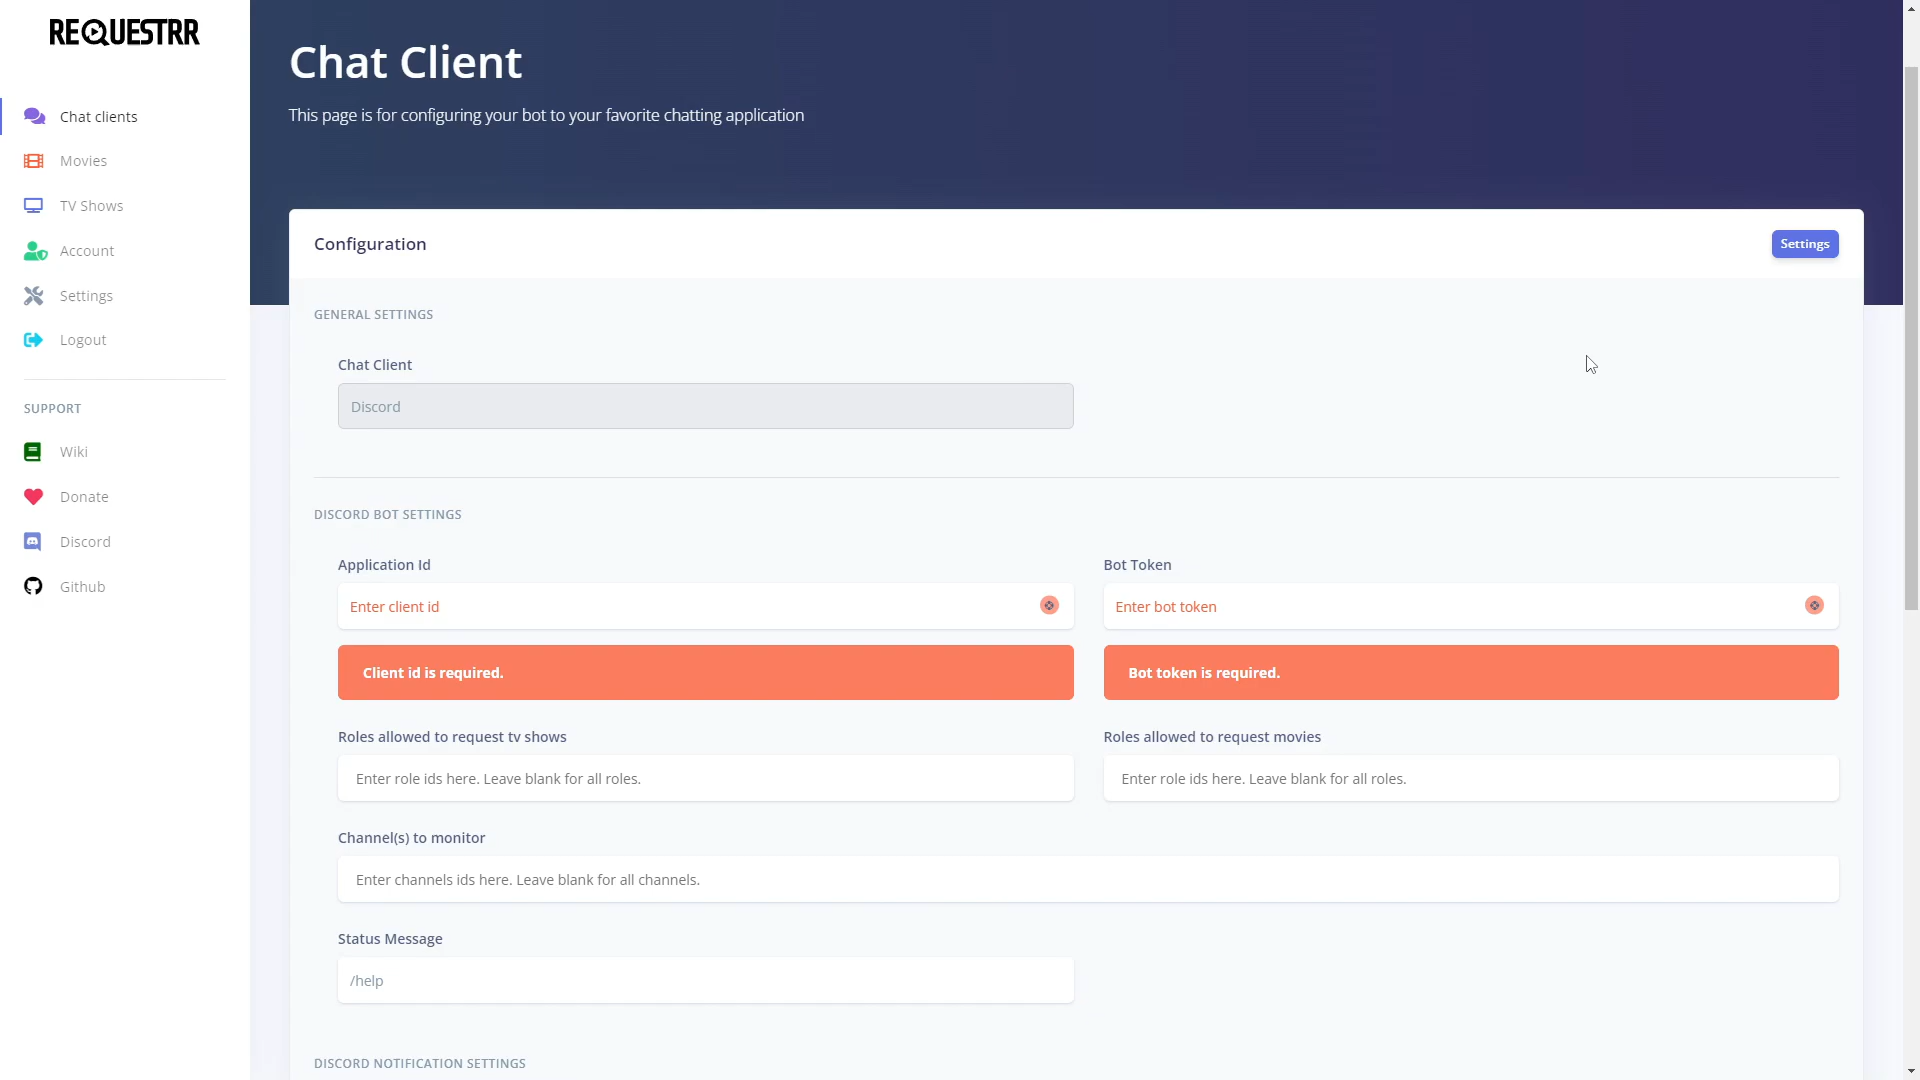 REQUESTRR
Chat clients
Movies
TV Shows
Account
Settings
Logout
SUPPORT
Wiki
Donate
Discord
Github
Chat Client
This page is for configuring your bot to your favorite chatting application
Configuration
Settings
GENERAL SETTINGS
Chat Client
Discord
DISCORD BOT SETTINGS
Application Id
Bot Token
Enter client id
Enter bot token
Client id is required.
Bot token is required.
Roles allowed to request tv shows
Roles allowed to request movies
Enter role ids here. Leave blank for all roles.
Enter role ids here. Leave blank for all roles.
Channel(s) to monitor
Enter channels ids here. Leave blank for all channels.
Status Message
/help
DISCORD NOTIFICATION SETTINGS